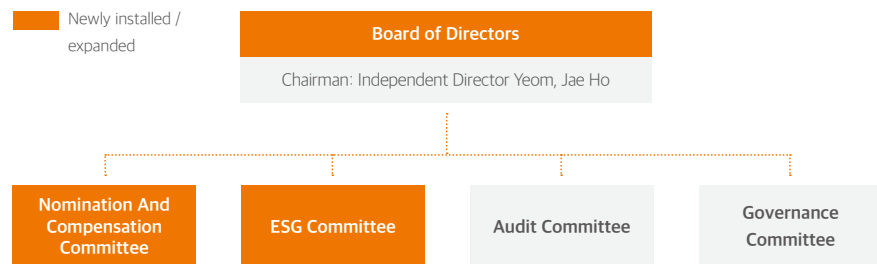 Newly installed /
expanded
Board of Directors
Chairman: Independent Director Yeom, Jae Ho
Nomination And
Compensation
Committee
ESG Committee
Audit Committee
Governance
Committee